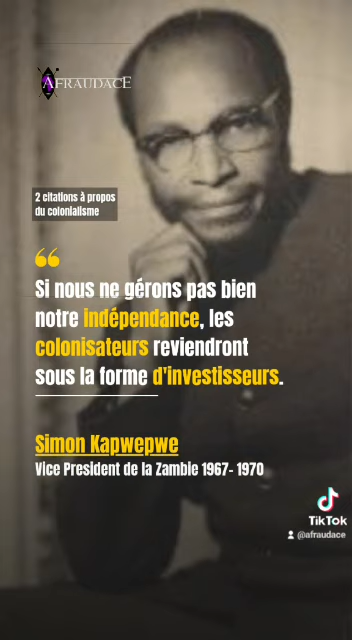 AFRAUDACE
2 citations à propos
du colonialisme
Si nous ne gérons pas bien
notre indépendance, les
colonisateurs reviendront
sous la forme d'investisseurs.
Simon Kapwepwe
Vice President de la Zambie 1967- 1970
TikTok
@afraudace